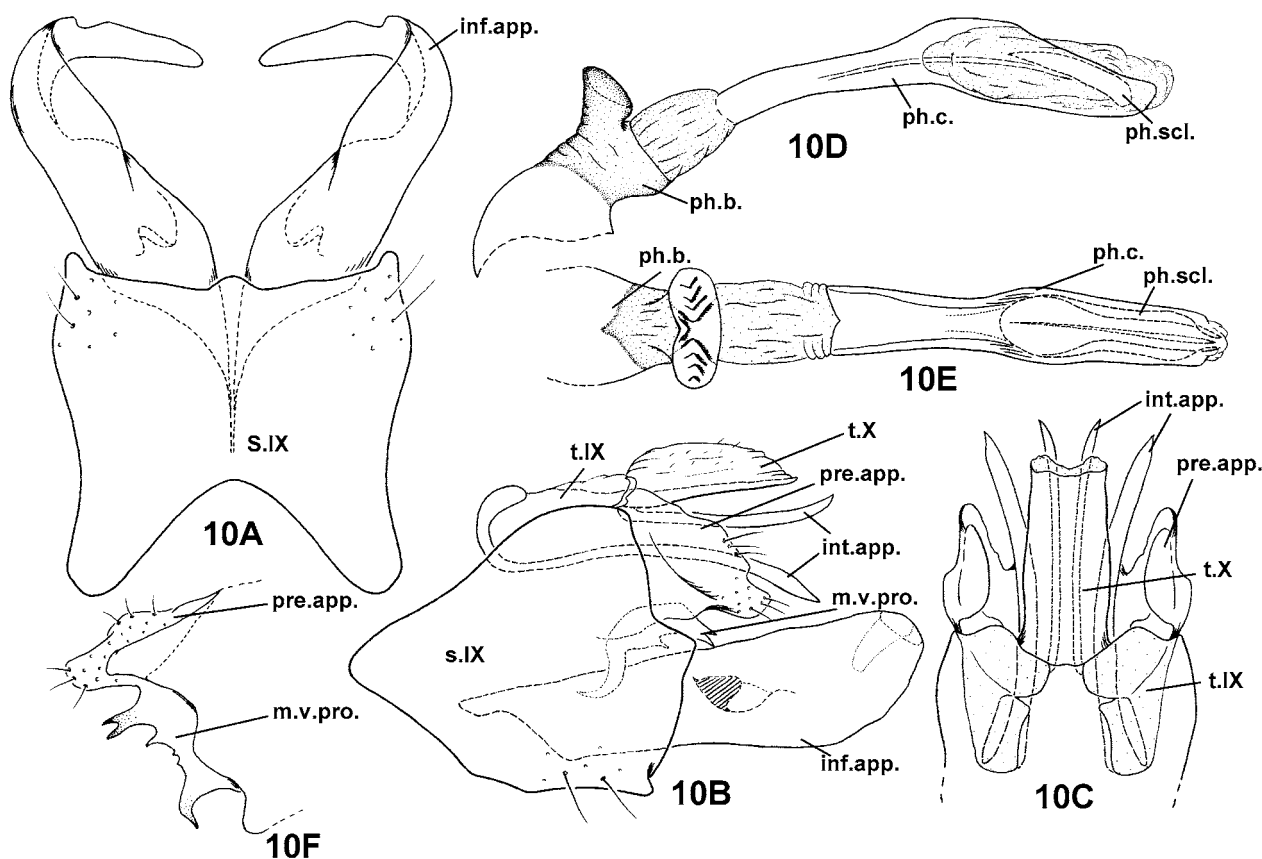 inf.app.
S.IX
10A
ph.c.
ph.scl.
10D
ph.b.
ph.b.
ph.c.
ph.scl.
10E
t.IX
t.X
pre.app.
int.app.
m.v.pro.
s.IX
inf.app.
10B
int.app.
pre.app.
t.X
t.IX
10C
pre.app.
m.v.pro.
10F